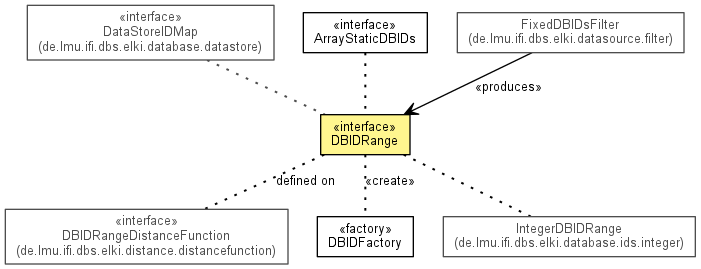 «interface»
DataStoreIDMap
(de.lmu.ifi.dbs.elki.database.datastore)
«interface»
ArrayStaticDBIDs
FixedDBIDsFilter
(de.lmu.ifi.dbs.elki.datasource.filter)
«produces»
«interface»
DBIDRange
defined on
«create»
«interface»
DBIDRangeDistanceFunction
(de.lmu.ifi.dbs.elki.distance.distancefunction)
«factory»
DBIDFactory
IntegerDBIDRange
(de.lmu.ifi.dbs.elki.database.ids.integer)